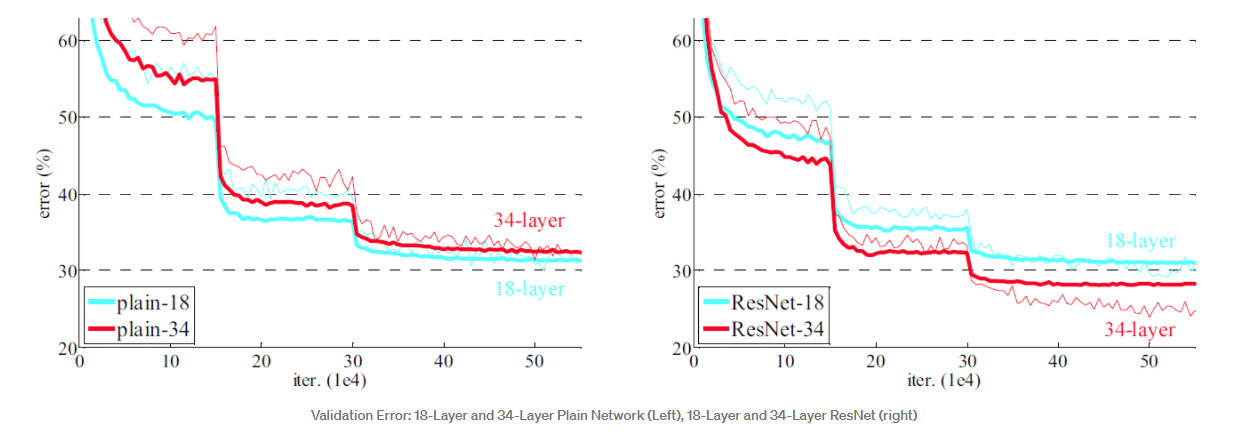 60
50
40
30
20
error (%)
34-layer
18-layer
plain-18
plain-34
0
10
20
30
40
50
iter. (1e4)
60
50
40
30
20
error (%)
18-layer
34-layer
ResNet-18
ResNet-34
0
10
20
30
40
50
iter. (1e4)
Validation Error: 18-Layer and 34-Layer Plain Network (Left), 18-Layer and 34-Layer ResNet (right)